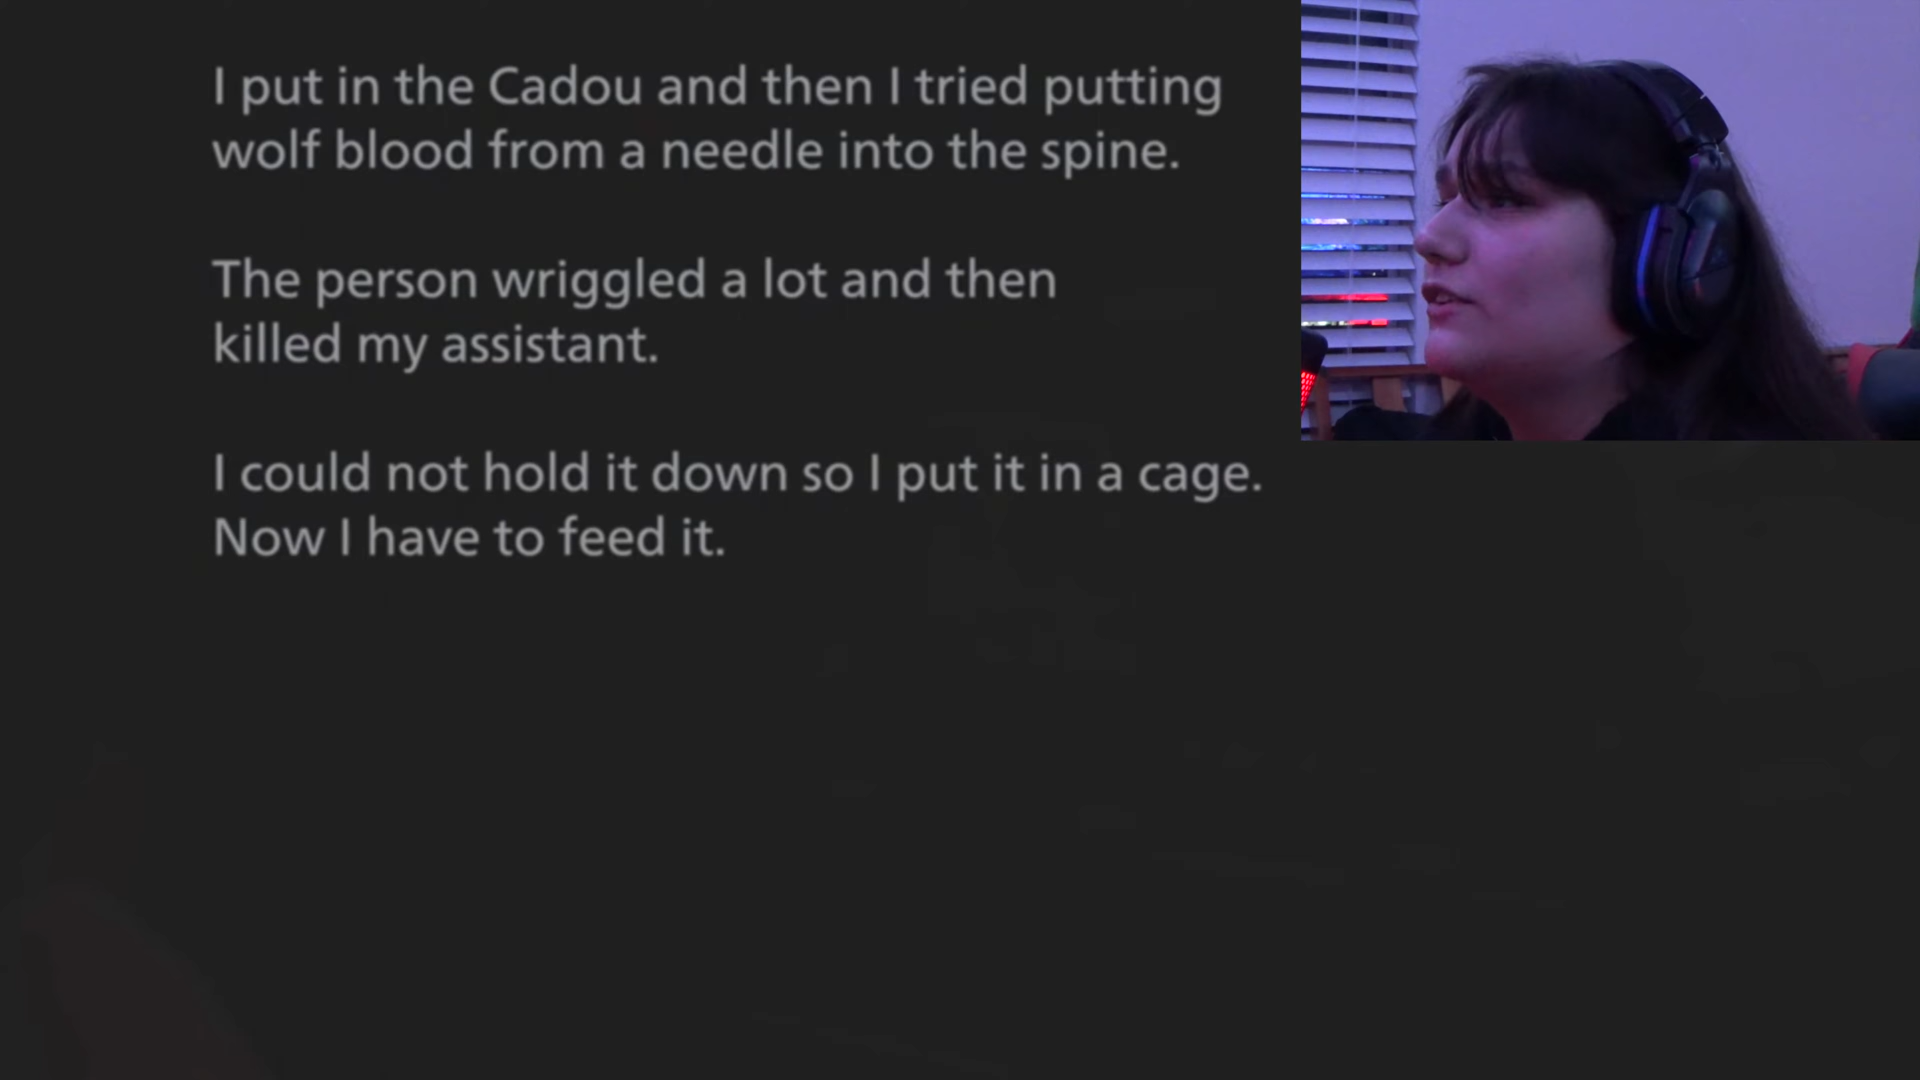 I put in the Cadou and then I tried putting
wolf blood from a needle into the spine.
The person wriggled a lot and then
killed my assistant.
I could not hold it down so I put it in a cage.
Now I have to feed it.